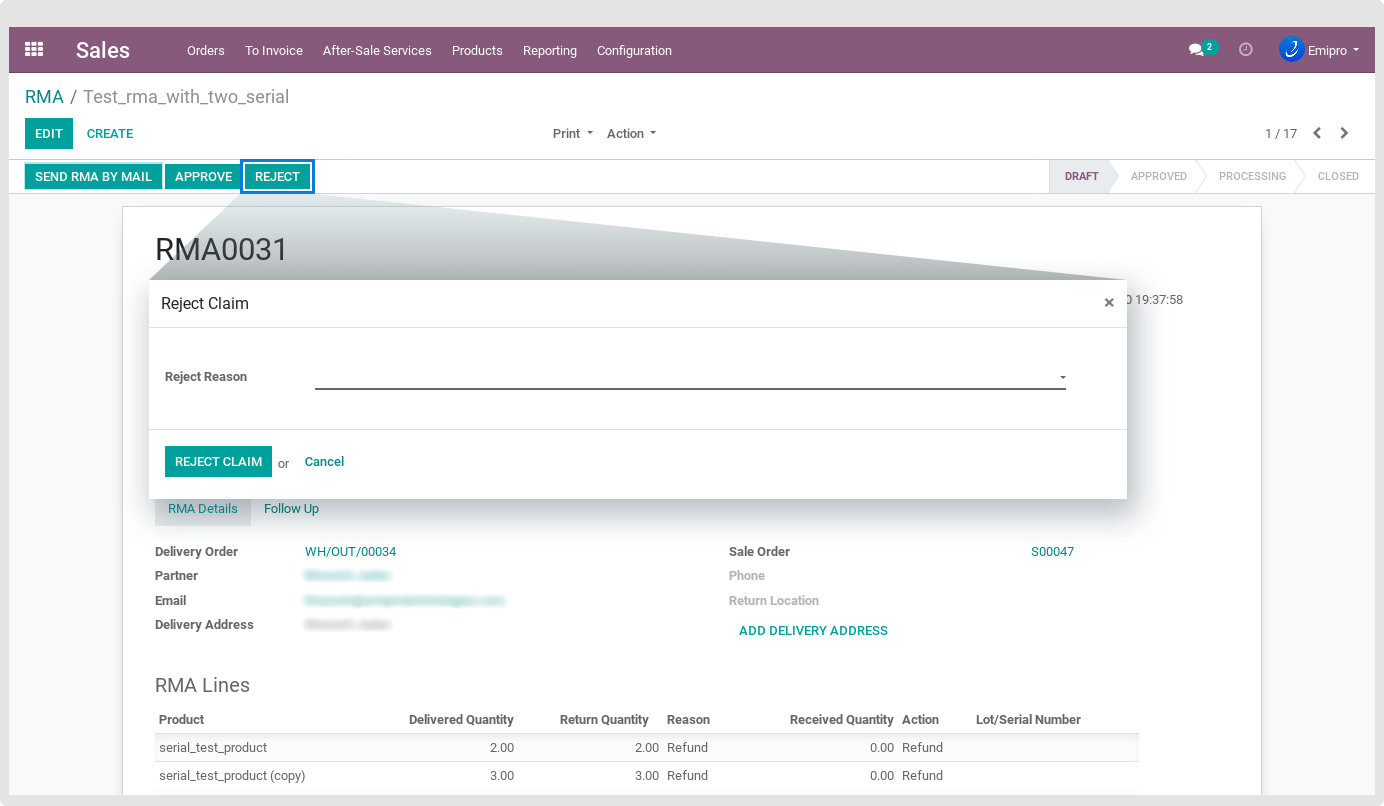 Sales Orders To Invoice After-Sale Services Products Reporting Configuration 2 Emipro
RMA / Test_rma_with_two_serial
EDIT CREATE Print Action 1 / 17
SEND RMA BY MAIL APPROVE REJECT DRAFT APPROVED PROCESSING CLOSED
RMA0031
Reject Claim ×
0 19:37:58
Reject Reason
REJECT CLAIM or Cancel
RMA Details Follow Up
Delivery Order WH/OUT/00034 Sale Order S00047
Partner Phone
Email Return Location
Delivery Address
ADD DELIVERY ADDRESS
RMA Lines
Product Delivered Quantity Return Quantity Reason Received Quantity Action Lot/Serial Number
serial_test_product 2.00 2.00 Refund 0.00 Refund
serial_test_product (copy) 3.00 3.00 Refund 0.00 Refund